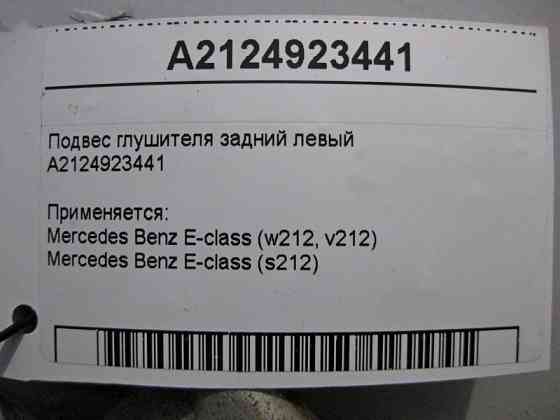 A2124923441
Подвес глушителя задний левый
A2124923441
Применяется:
Mercedes Benz E-class (w212, v212)
Mercedes Benz E-class (s212)